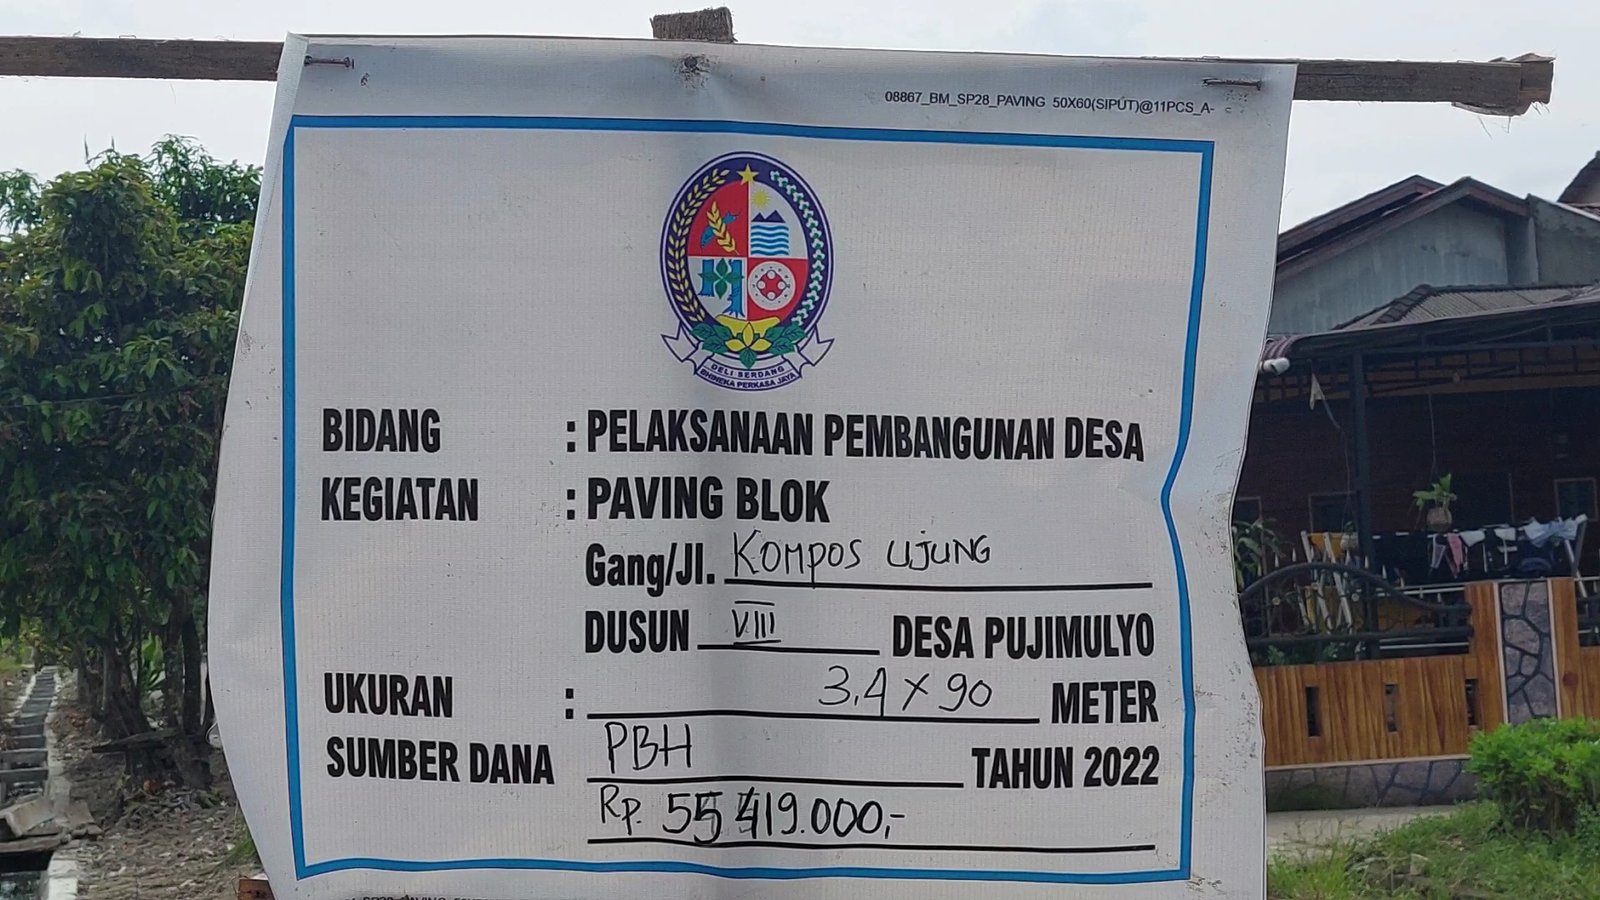 08867_BM_SP28_PAVING 50X60(SIPUT)@11PCS_A-
DELI SERDANG
BHINEKA PERKASA JAYA
BIDANG : PELAKSANAAN PEMBANGUNAN DESA
KEGIATAN : PAVING BLOK
Gang/Jl. KOMPOS UJUNG
DUSUN VIII DESA PUJIMULYO
UKURAN : 3,4 X 90 METER
SUMBER DANA : PBH TAHUN 2022
Rp. 55 419.000,-